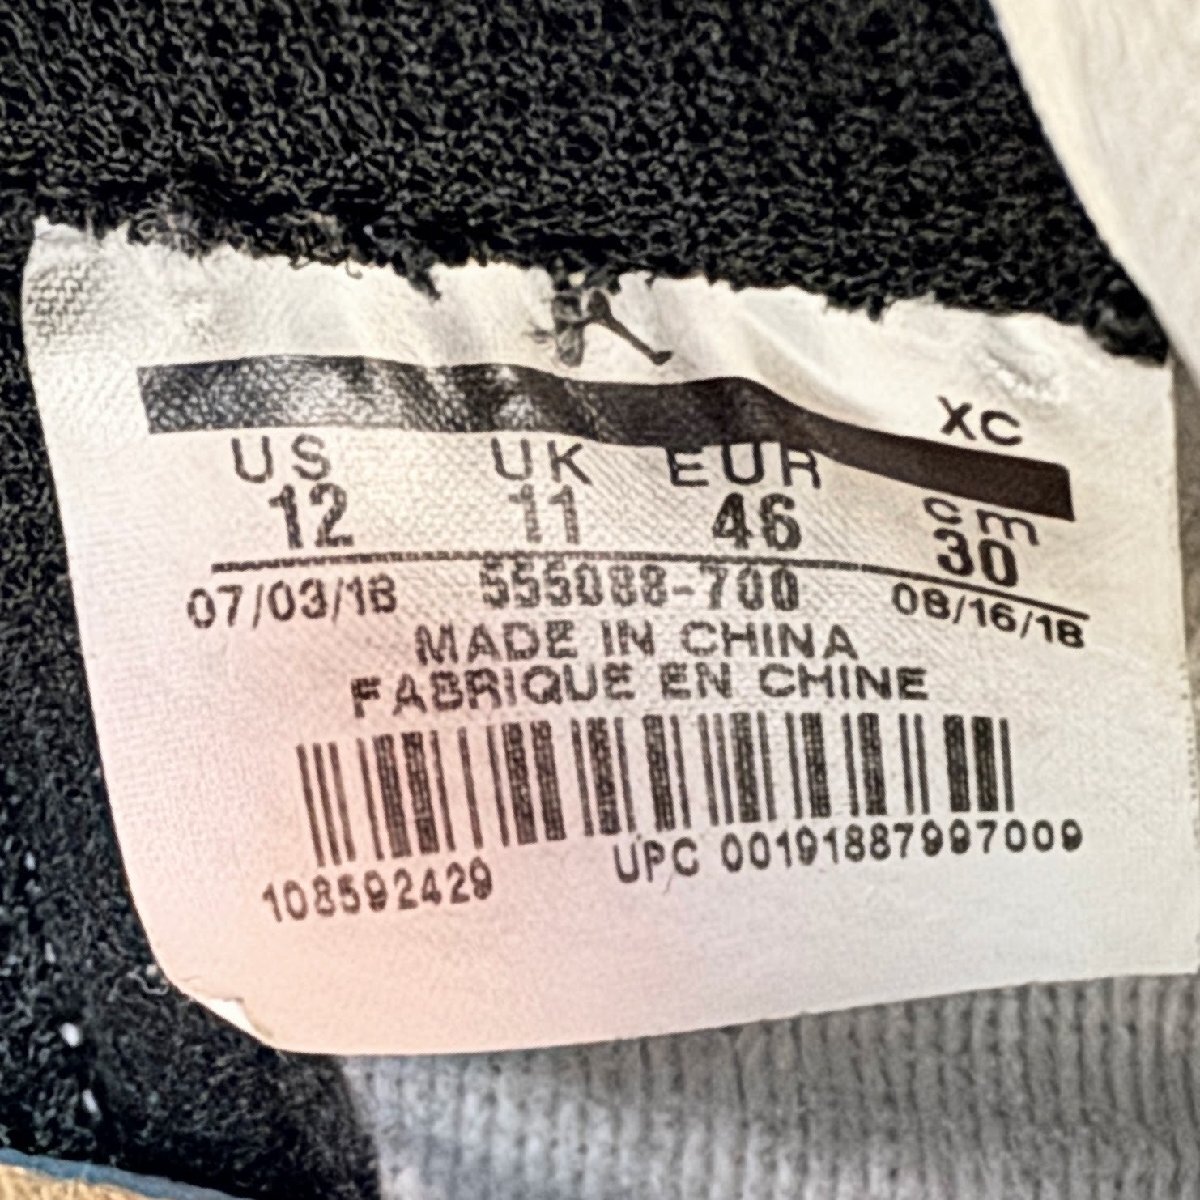 XC
US UK EUR cm
12 11 46 30
07/03/18 555088-700 08/16/18
MADE IN CHINA
FABRIQUE EN CHINE
108592429 UPC 00191887997009